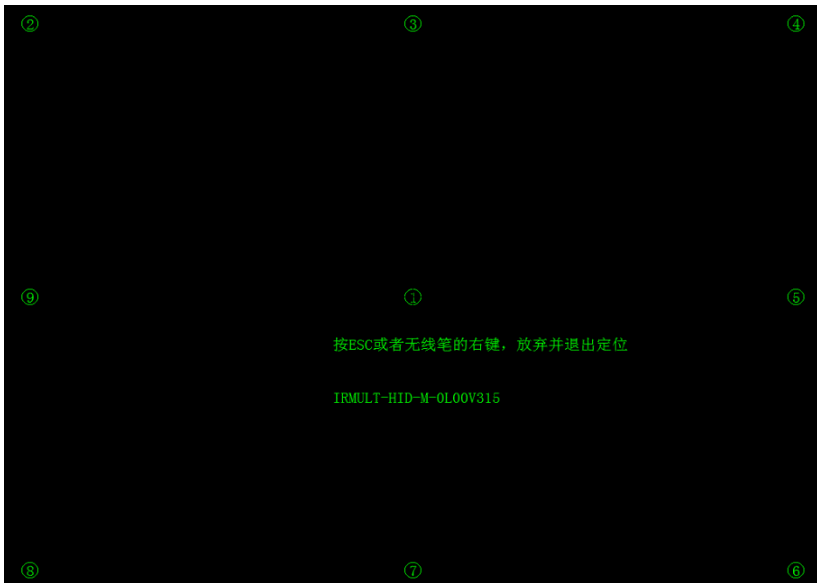 ② ③ ④
⑨ ① ⑤
按ESC或者无线笔的右键，放弃并退出定位
IRMULT-HID-M-0L00V315
⑧ ⑦ ⑥